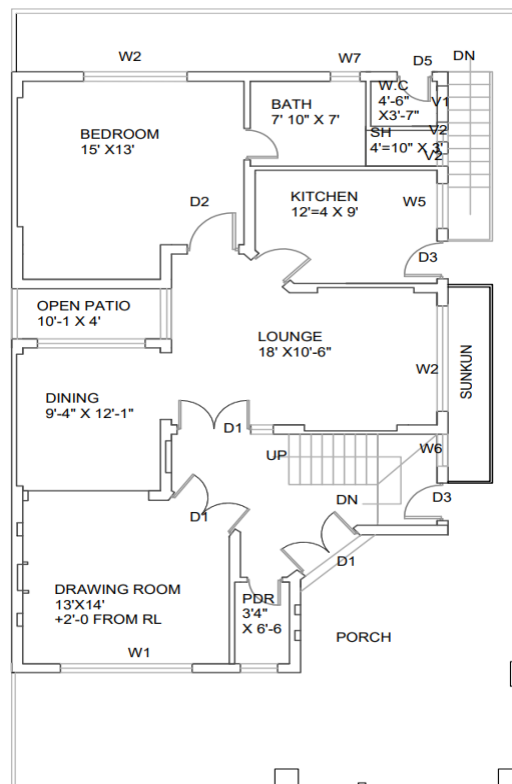 W2
W7
D5
DN
W.C
4'-6"
X3'-7"
V1
BATH
7' 10" X 7'
BEDROOM
15' X13'
SH
4'=10" X 3'
V2
V2
KITCHEN
12'=4 X 9'
D2
W5
D3
OPEN PATIO
10'-1 X 4'
LOUNGE
18' X10'-6"
W2
SUNKUN
DINING
9'-4" X 12'-1"
D1
UP
W6
DN
D3
D1
D1
DRAWING ROOM
13'X14'
+2'-0 FROM RL
PDR
3'4"
X 6'-6
PORCH
W1